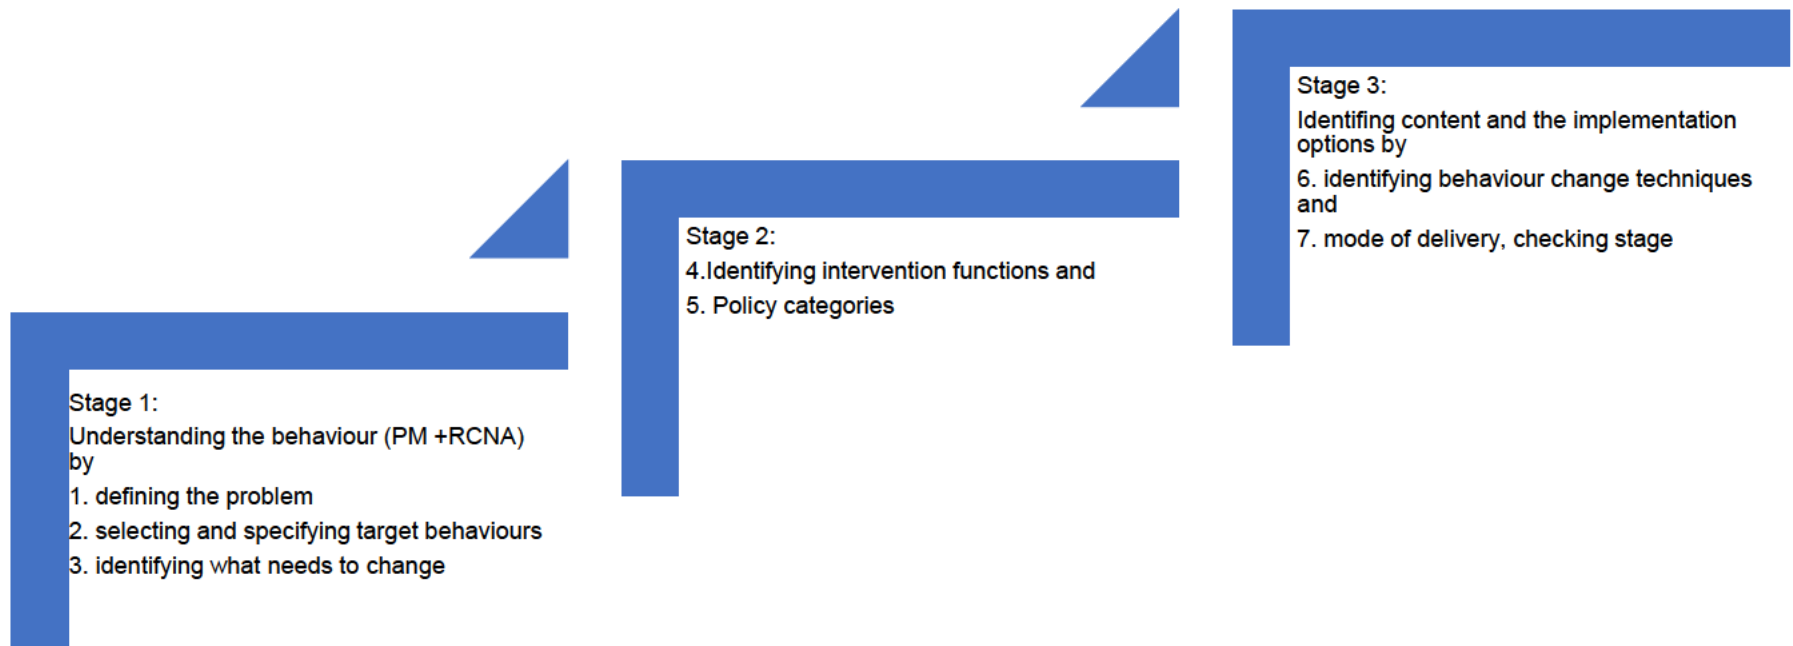 Stage 1:
Understanding the behaviour (PM +RCNA)
by
1. defining the problem
2. selecting and specifying target behaviours
3. identifying what needs to change
Stage 2:
4.Identifying intervention functions and
5. Policy categories
Stage 3:
Identifing content and the implementation
options by
6. identifying behaviour change techniques
and
7. mode of delivery, checking stage